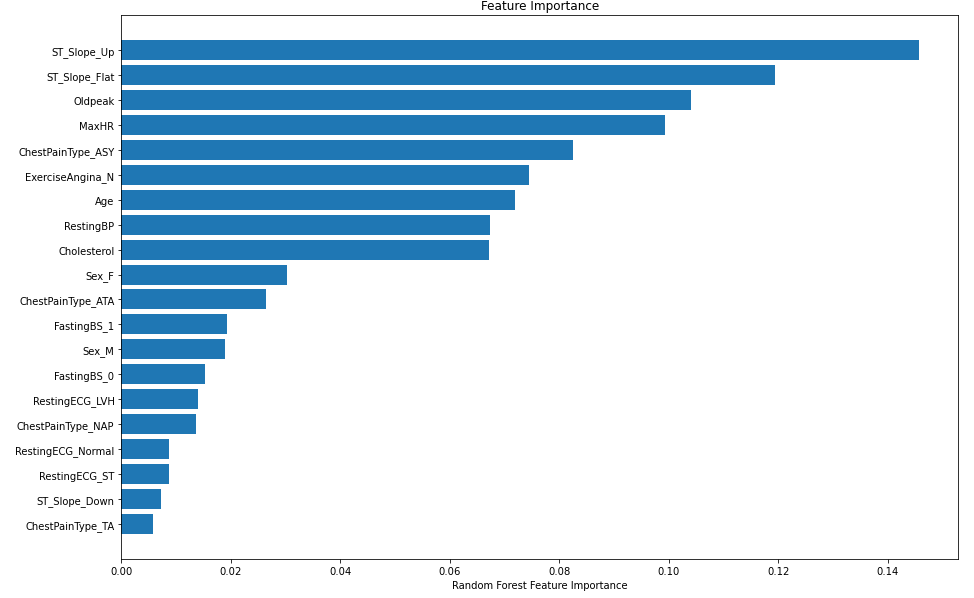 Feature Importance
ST_Slope_Up
ST_Slope_Flat
Oldpeak
MaxHR
ChestPainType_ASY
ExerciseAngina_N
Age
RestingBP
Cholesterol
Sex_F
ChestPainType_ATA
FastingBS_1
Sex_M
FastingBS_0
RestingECG_LVH
ChestPainType_NAP
RestingECG_Normal
RestingECG_ST
ST_Slope_Down
ChestPainType_TA
0.00 0.02 0.04 0.06 0.08 0.10 0.12 0.14
Random Forest Feature Importance